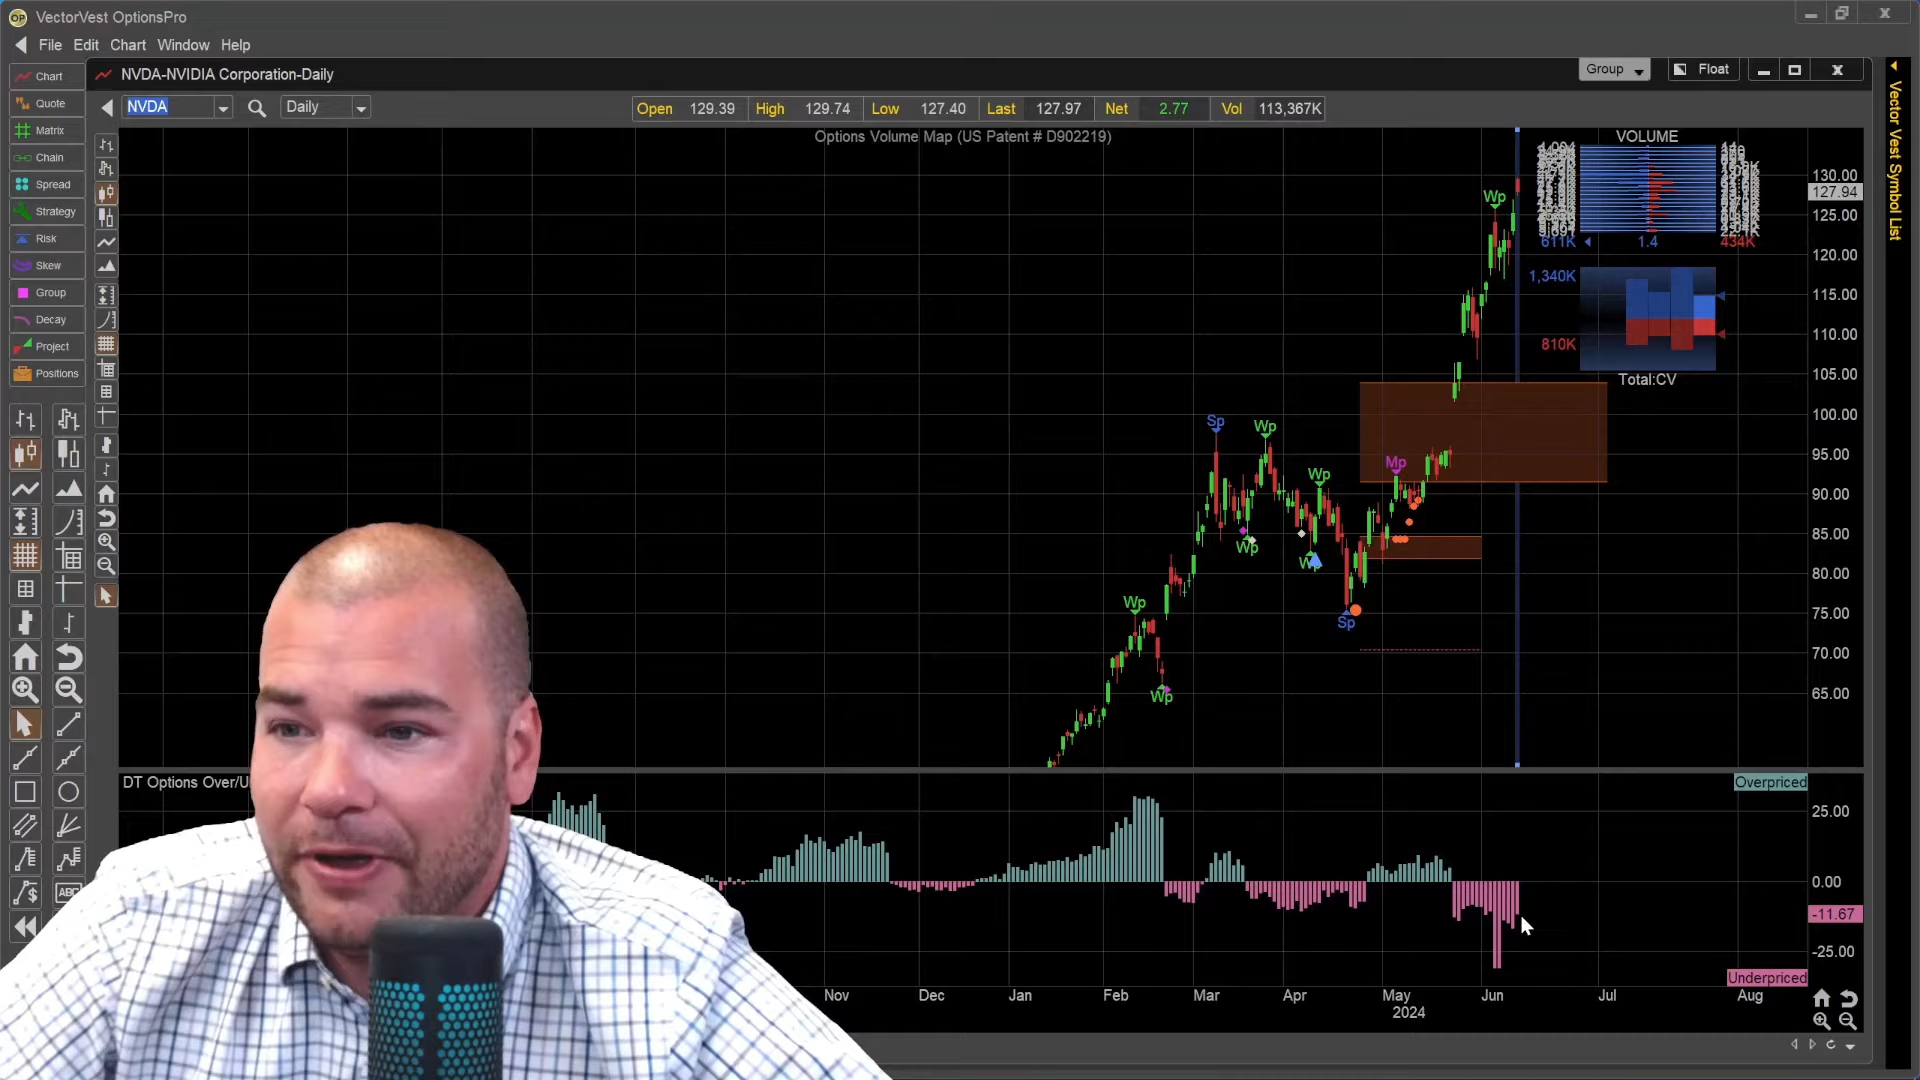 VectorVest OptionsPro
File Edit Chart Window Help
Chart
Quote
Matrix
Chain
Spread
Strategy
Risk
Skew
Group
Decay
Project
Positions
NVDA-NVIDIA Corporation-Daily
Group
Float
NVDA
Daily
Open 129.39 High 129.74 Low 127.40 Last 127.97 Net 2.77 Vol 113,367K
Options Volume Map (US Patent # D902219)
VOLUME
611K 1.4 434K
1,340K
810K
Total:CV
Vector Vest Symbol List
130.00
127.94
125.00
120.00
115.00
110.00
105.00
100.00
95.00
90.00
85.00
80.00
75.00
70.00
65.00
Wp
Sp
Wp
Wp
Mp
Wp
Wp
Wp
Sp
Wp
DT Options Over/U
Overpriced
25.00
0.00
-11.67
-25.00
Underpriced
Nov Dec Jan Feb Mar Apr May Jun Jul Aug
2024
ABC